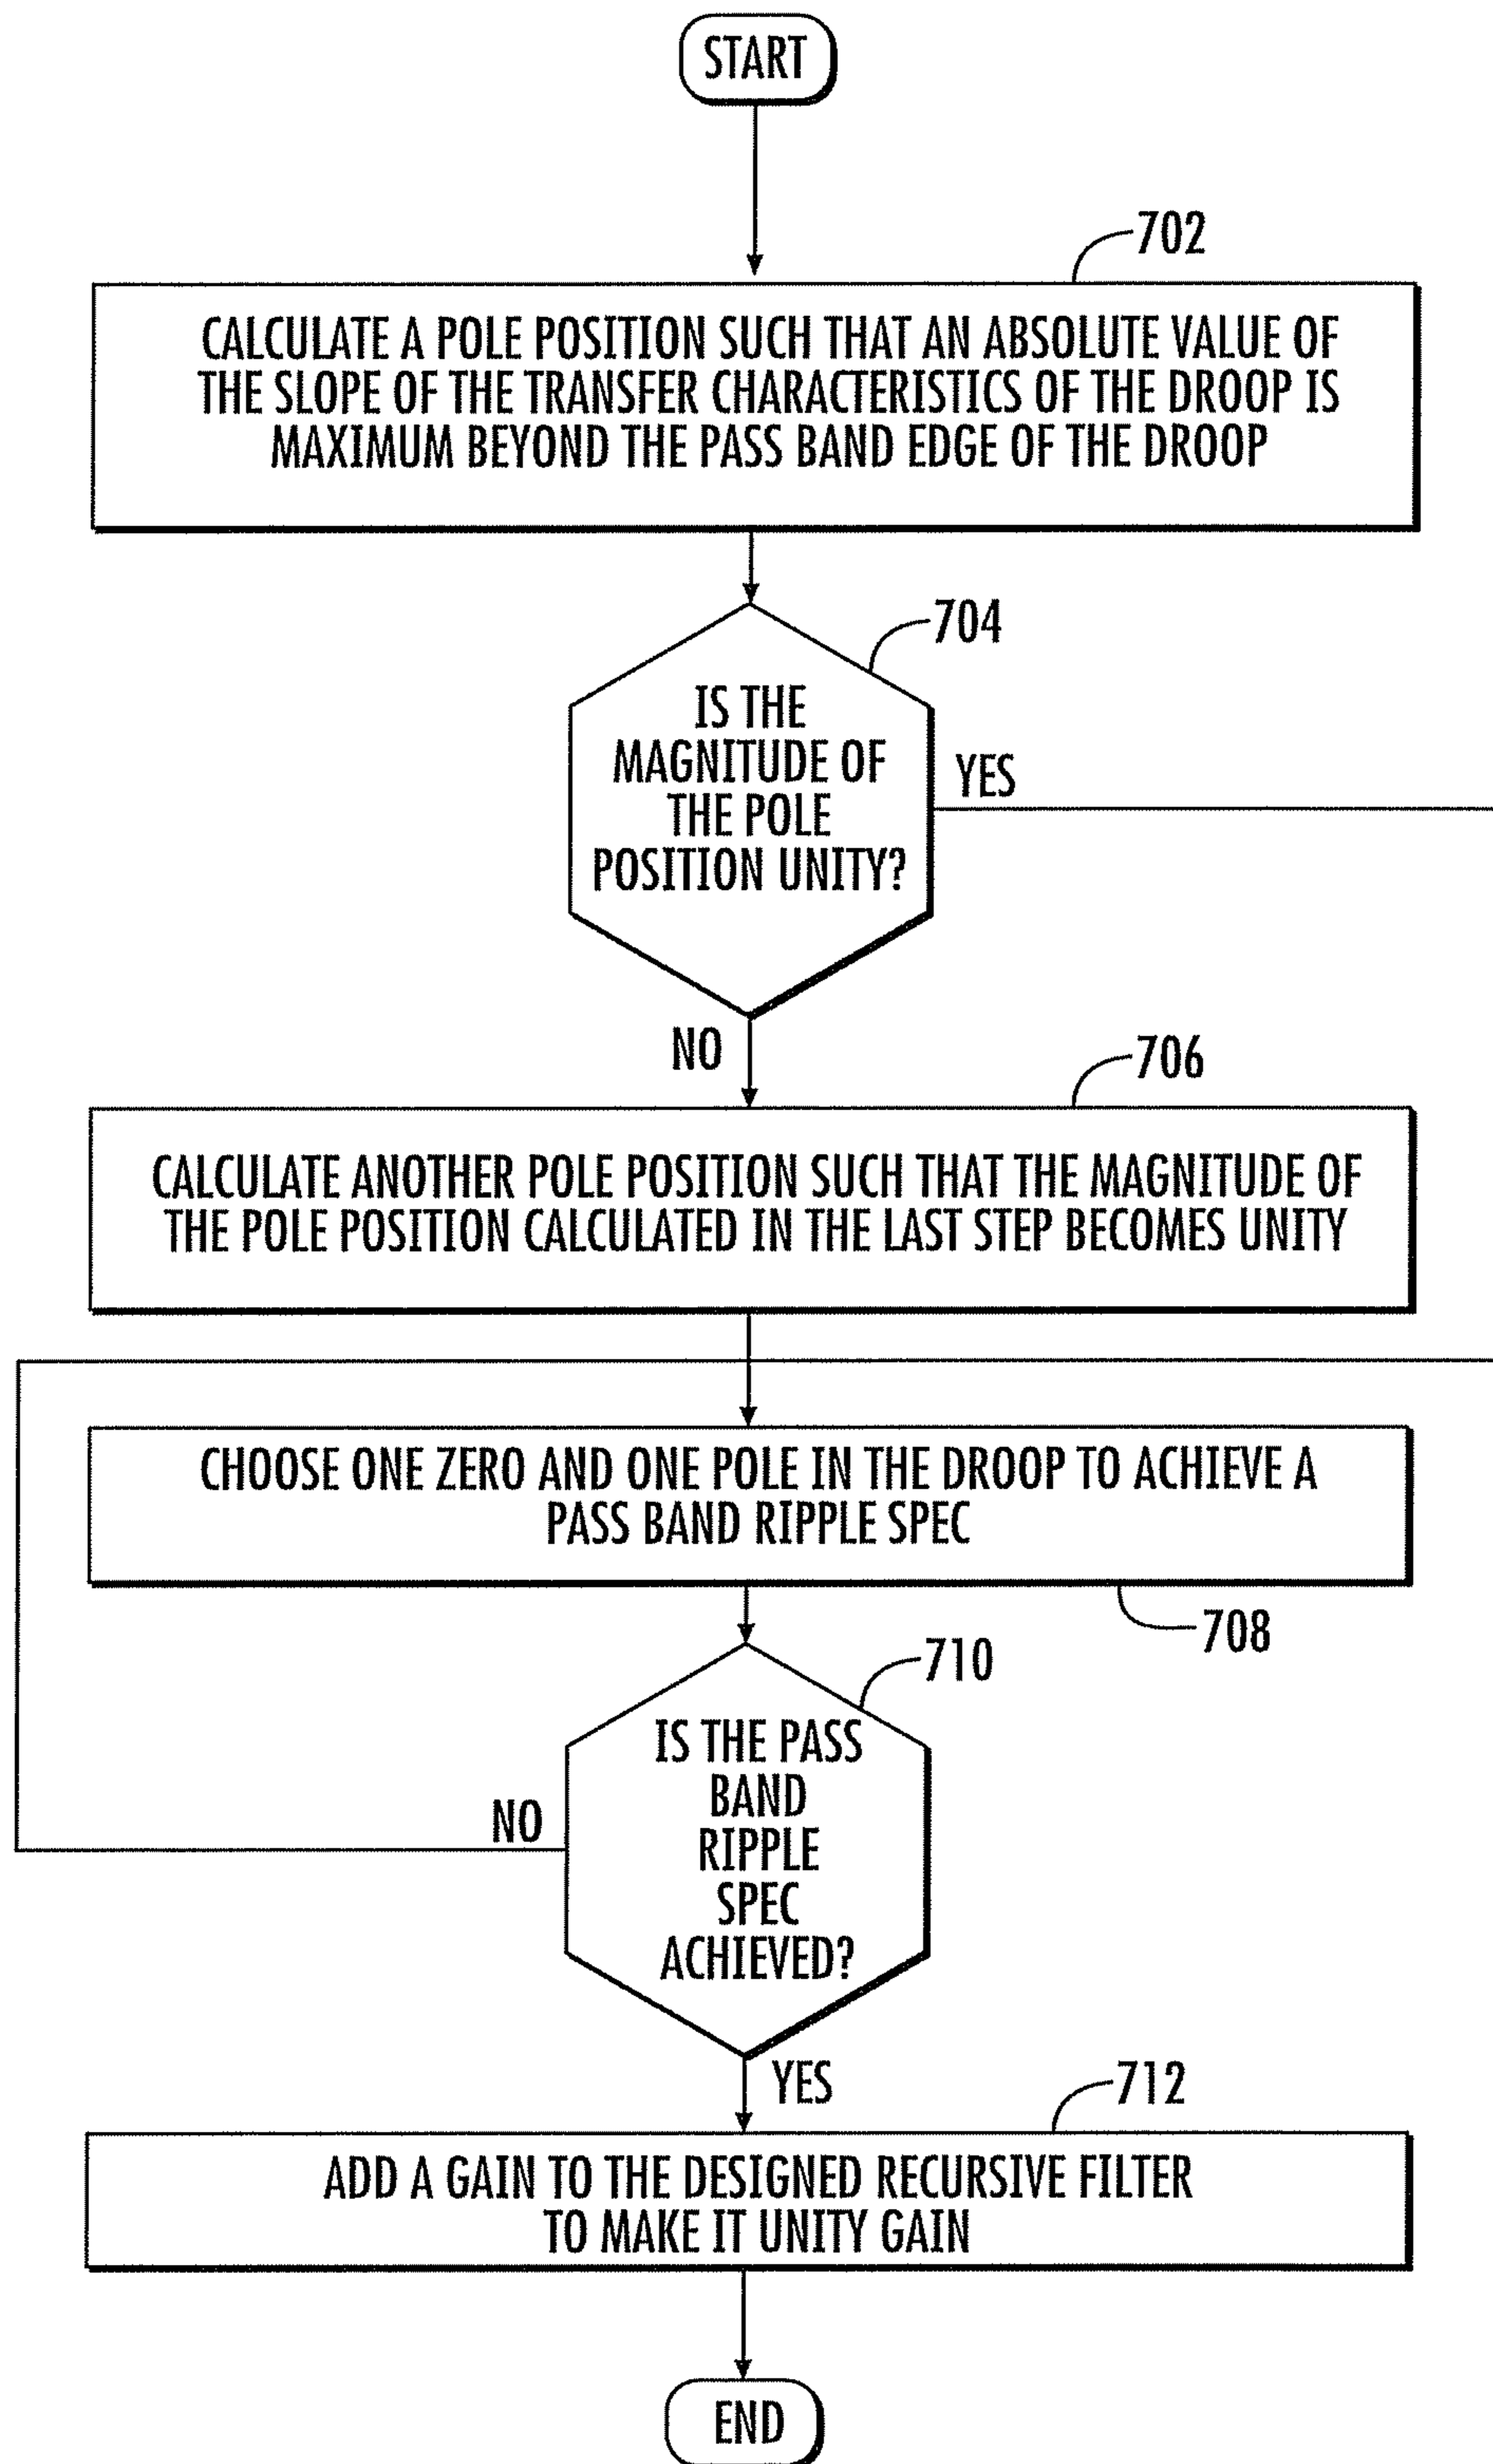 START
702
CALCULATE A POLE POSITION SUCH THAT AN ABSOLUTE VALUE OF
THE SLOPE OF THE TRANSFER CHARACTERISTICS OF THE DROOP IS
MAXIMUM BEYOND THE PASS BAND EDGE OF THE DROOP
704
IS THE
MAGNITUDE OF
THE POLE
POSITION UNITY?
YES
NO
706
CALCULATE ANOTHER POLE POSITION SUCH THAT THE MAGNITUDE OF
THE POLE POSITION CALCULATED IN THE LAST STEP BECOMES UNITY
CHOOSE ONE ZERO AND ONE POLE IN THE DROOP TO ACHIEVE A
PASS BAND RIPPLE SPEC
708
710
IS THE PASS
BAND
RIPPLE
SPEC
ACHIEVED?
NO
YES
712
ADD A GAIN TO THE DESIGNED RECURSIVE FILTER
TO MAKE IT UNITY GAIN
END